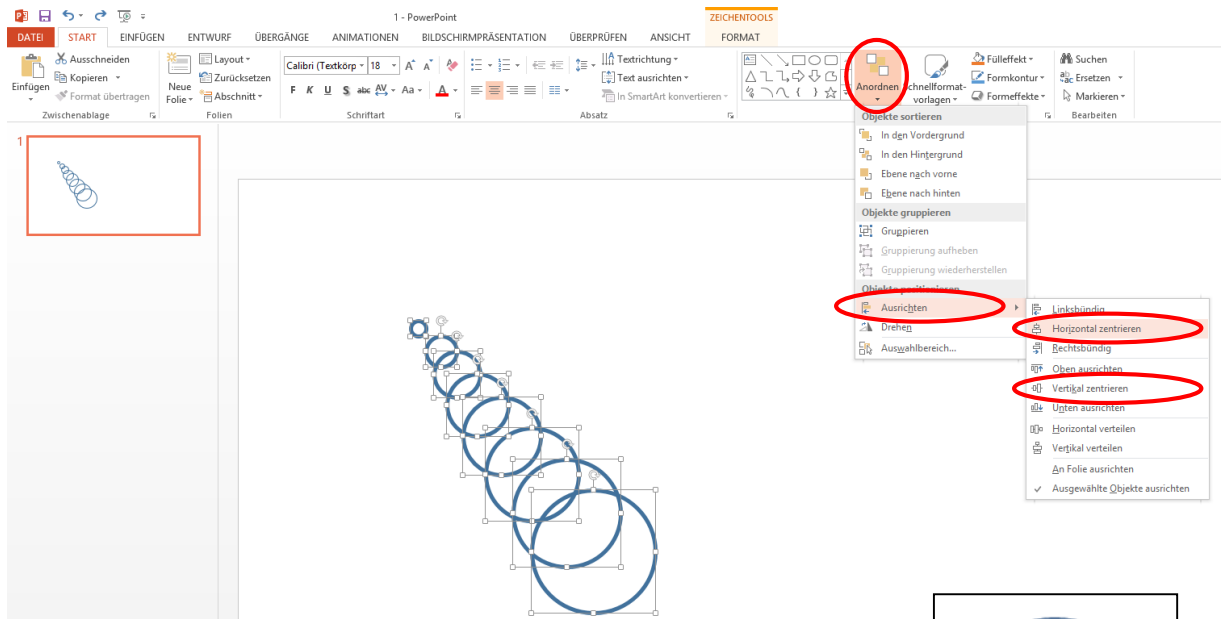 1 - PowerPoint
ZEICHENTOOLS
DATEI START EINFÜGEN ENTWURF ÜBERGÄNGE ANIMATIONEN BILDSCHIRMPRÄSENTATION ÜBERPRÜFEN ANSICHT FORMAT
Einfügen
Ausschneiden
Kopieren
Format übertragen
Zwischenablage
Neue
Folie
Layout
Zurücksetzen
Abschnitt
Folien
Calibri (Textkörp 18
F K U S abc AV Aa A
Schriftart
Textrichtung
Text ausrichten
In SmartArt konvertieren
Absatz
Anordnen
chnellformat-
vorlagen
Fülleffekt
Formkontur
Formeffekte
Suchen
Ersetzen
Markieren
Bearbeiten
1
Objekte sortieren
In den Vordergrund
In den Hintergrund
Ebene nach vorne
Ebene nach hinten
Objekte gruppieren
Gruppieren
Gruppierung aufheben
Gruppierung wiederherstellen
Objekte positionieren
Ausrichten
Drehen
Auswahlbereich...
Linksbündig
Horizontal zentrieren
Rechtsbündig
Oben ausrichten
Vertikal zentrieren
Unten ausrichten
Horizontal verteilen
Vertikal verteilen
An Folie ausrichten
Ausgewählte Objekte ausrichten